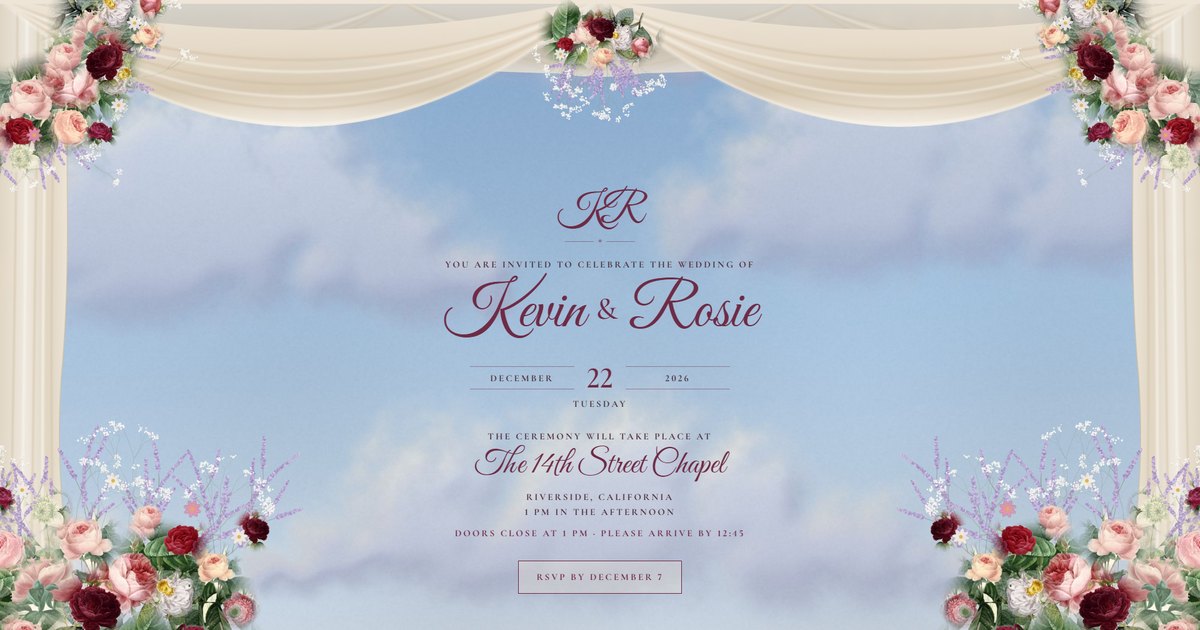 KR
YOU ARE INVITED TO CELEBRATE THE WEDDING OF
Kevin & Rosie
DECEMBER 22 2026
TUESDAY
THE CEREMONY WILL TAKE PLACE AT
The 14th Street Chapel
RIVERSIDE, CALIFORNIA
1 PM IN THE AFTERNOON
DOORS CLOSE AT 1 PM · PLEASE ARRIVE BY 12:45
RSVP BY DECEMBER 7